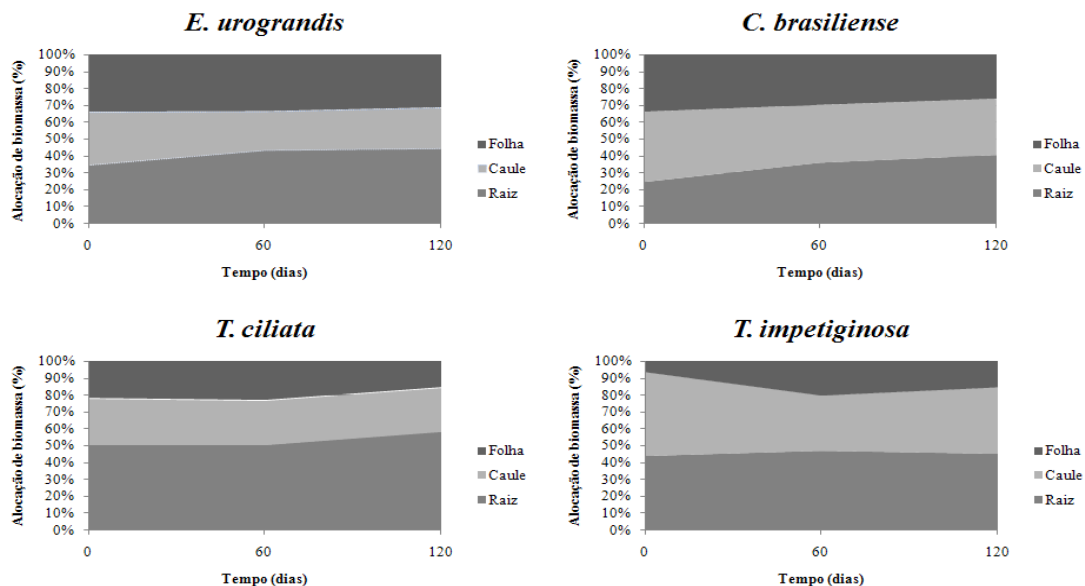 E. urograndis
Alocação de biomassa (%)
100%
90%
80%
70%
60%
50%
40%
30%
20%
10%
0%
0
60
120
Tempo (dias)
Folha
Caule
Raiz
C. brasiliense
Alocação de biomassa (%)
100%
90%
80%
70%
60%
50%
40%
30%
20%
10%
0%
0
60
120
Tempo (dias)
Folha
Caule
Raiz
T. ciliata
Alocação de biomassa (%)
100%
90%
80%
70%
60%
50%
40%
30%
20%
10%
0%
0
60
120
Tempo (dias)
Folha
Caule
Raiz
T. impetiginosa
Alocação de biomassa (%)
100%
90%
80%
70%
60%
50%
40%
30%
20%
10%
0%
0
60
120
Tempo (dias)
Folha
Caule
Raiz